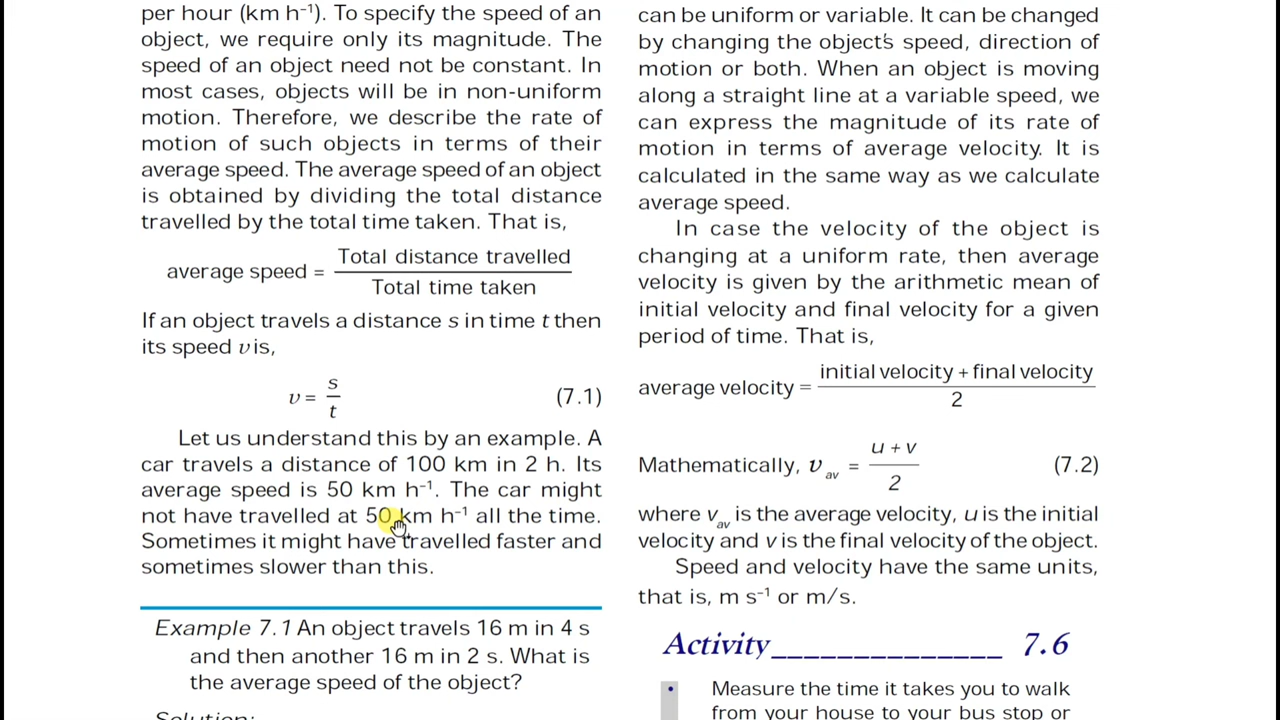 per hour (km h⁻¹). To specify the speed of an
object, we require only its magnitude. The
speed of an object need not be constant. In
most cases, objects will be in non-uniform
motion. Therefore, we describe the rate of
motion of such objects in terms of their
average speed. The average speed of an object
is obtained by dividing the total distance
travelled by the total time taken. That is,
average speed = Total distance travelled / Total time taken
If an object travels a distance s in time t then
its speed v is,
v = s / t (7.1)
Let us understand this by an example. A
car travels a distance of 100 km in 2 h. Its
average speed is 50 km h⁻¹. The car might
not have travelled at 50 km h⁻¹ all the time.
Sometimes it might have travelled faster and
sometimes slower than this.
Example 7.1 An object travels 16 m in 4 s
and then another 16 m in 2 s. What is
the average speed of the object?
Solution:
can be uniform or variable. It can be changed
by changing the object's speed, direction of
motion or both. When an object is moving
along a straight line at a variable speed, we
can express the magnitude of its rate of
motion in terms of average velocity. It is
calculated in the same way as we calculate
average speed.
In case the velocity of the object is
changing at a uniform rate, then average
velocity is given by the arithmetic mean of
initial velocity and final velocity for a given
period of time. That is,
average velocity = initial velocity + final velocity / 2
Mathematically, v av = u + v / 2 (7.2)
where v av is the average velocity, u is the initial
velocity and v is the final velocity of the object.
Speed and velocity have the same units,
that is, m s⁻¹ or m/s.
Activity ______________ 7.6
• Measure the time it takes you to walk
from your house to your bus stop or